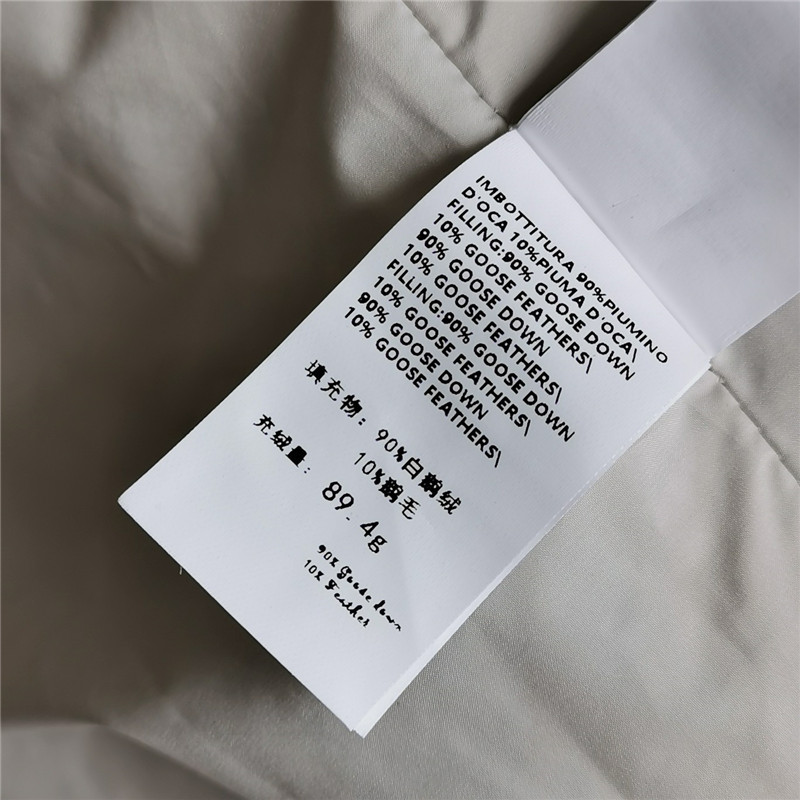 IMBOTTITURA 90%PIUMINO
D'OCA 10%PIUMA D'OCA\
FILLING:90% GOOSE DOWN
10% GOOSE FEATHERS\
90% GOOSE DOWN
10% GOOSE FEATHERS\
FILLING:90% GOOSE DOWN
10% GOOSE FEATHERS\
90% GOOSE DOWN
10% GOOSE FEATHERS\
填充物：90%白鹅绒
10%鹅毛
充绒量：89.4g
90% Goose down
10% Feather